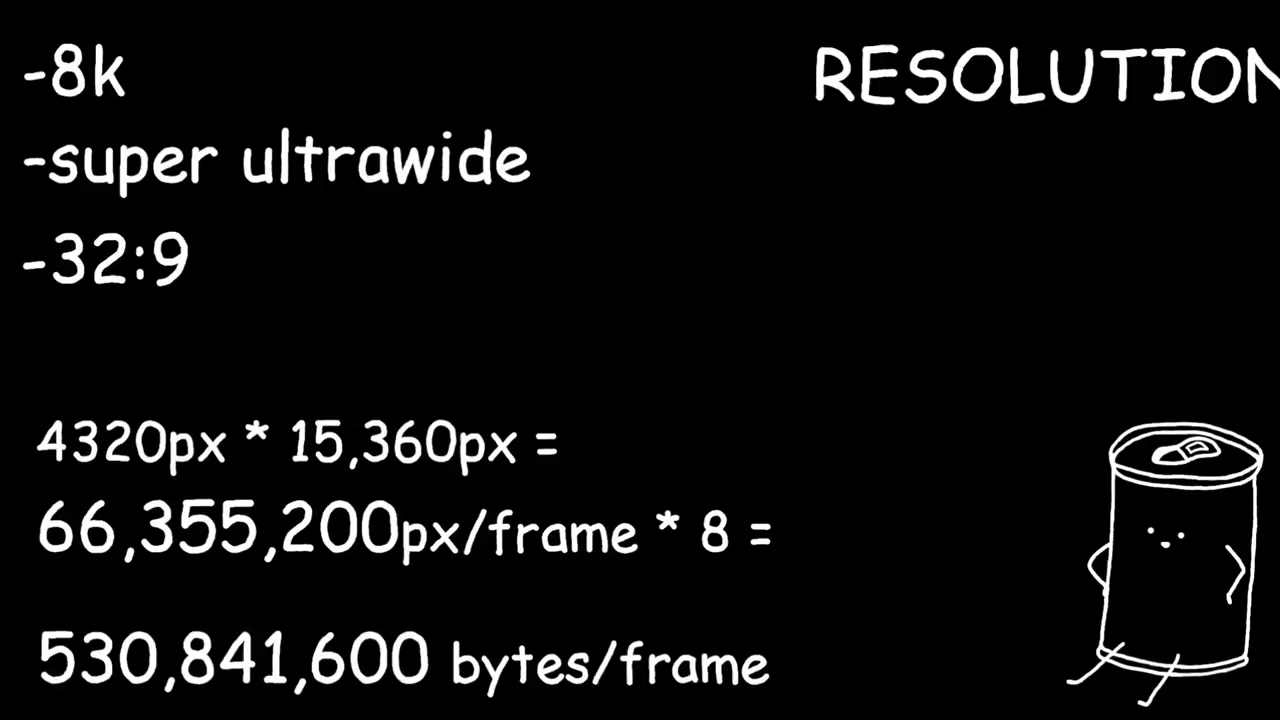 -8k
RESOLUTION
-super ultrawide
-32:9
4320px * 15,360px =
66,355,200px/frame * 8 =
530,841,600 bytes/frame